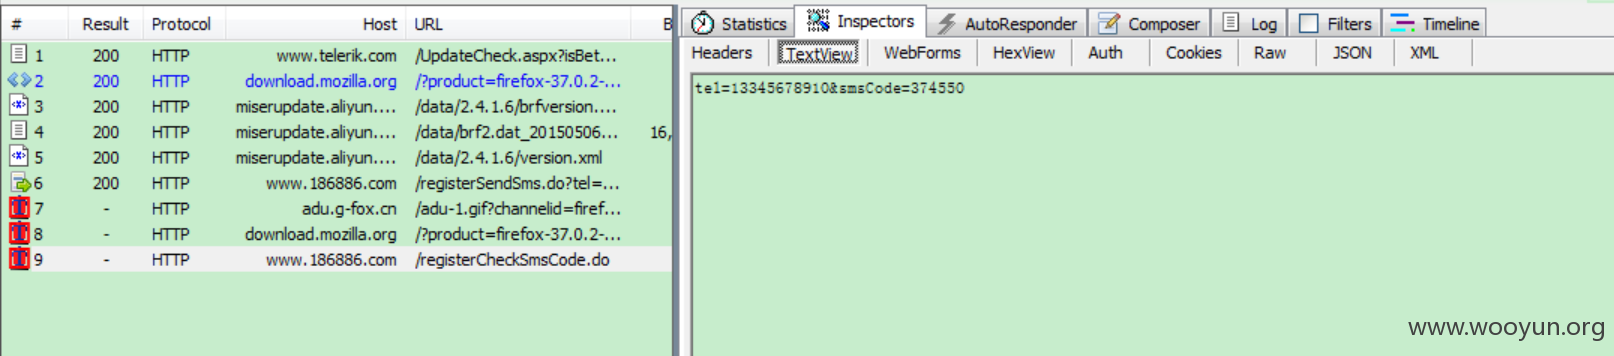 # Result Protocol Host URL B
1 200 HTTP www.telerik.com /UpdateCheck.aspx?isBet...
2 200 HTTP download.mozilla.org /?product=firefox-37.0.2-...
3 200 HTTP miserupdate.aliyun.... /data/2.4.1.6/brfversion....
4 200 HTTP miserupdate.aliyun.... /data/brf2.dat_20150506... 16,
5 200 HTTP miserupdate.aliyun.... /data/2.4.1.6/version.xml
6 200 HTTP www.186886.com /registerSendSms.do?tel=...
7 - HTTP adu.g-fox.cn /adu-1.gif?channelid=firef...
8 - HTTP download.mozilla.org /?product=firefox-37.0.2-...
9 - HTTP www.186886.com /registerCheckSmsCode.do
Statistics Inspectors AutoResponder Composer Log Filters Timeline
Headers TextView WebForms HexView Auth Cookies Raw JSON XML
tel=13345678910&smsCode=374550
www.wooyun.org